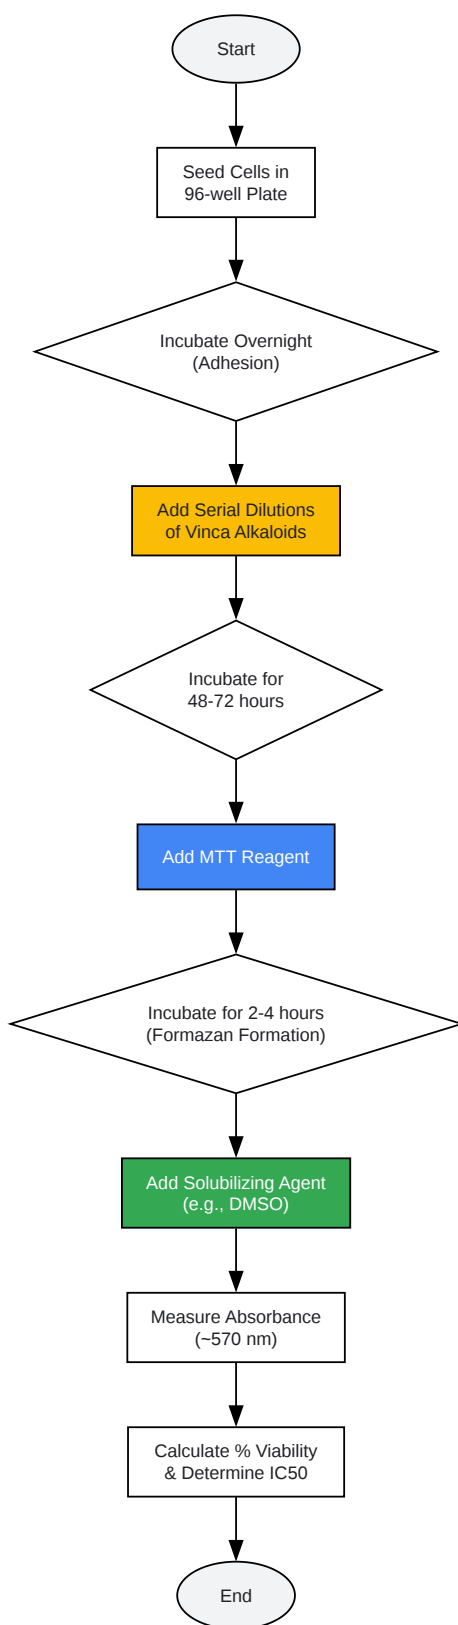 Start
Seed Cells in
96-well Plate
Incubate Overnight
(Adhesion)
Add Serial Dilutions
of Vinca Alkaloids
Incubate for
48-72 hours
Add MTT Reagent
Incubate for 2-4 hours
(Formazan Formation)
Add Solubilizing Agent
(e.g., DMSO)
Measure Absorbance
(~570 nm)
Calculate % Viability
& Determine IC50
End